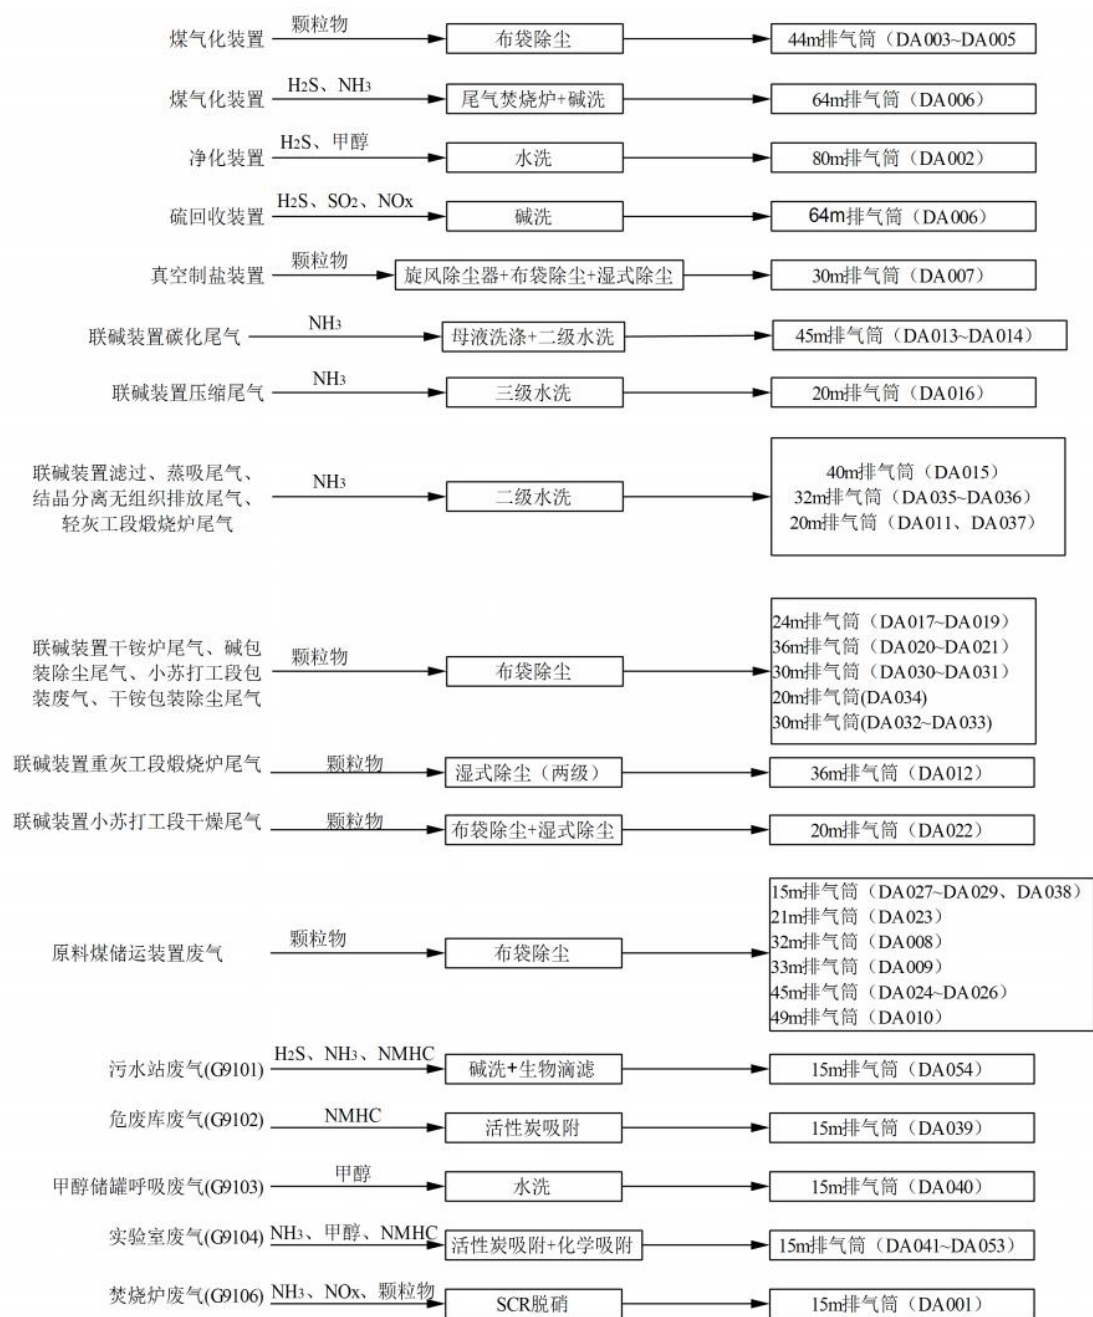 煤气化装置 颗粒物 布袋除尘 44m排气筒（DA003~DA005
煤气化装置 H2S、NH3 尾气焚烧炉+碱洗 64m排气筒（DA006）
净化装置 H2S、甲醇 水洗 80m排气筒（DA002）
硫回收装置 H2S、SO2、NOx 碱洗 64m排气筒（DA006）
真空制盐装置 颗粒物 旋风除尘器+布袋除尘+湿式除尘 30m排气筒（DA007）
联碱装置碳化尾气 NH3 母液洗涤+二级水洗 45m排气筒（DA013~DA014）
联碱装置压缩尾气 NH3 三级水洗 20m排气筒（DA016）
联碱装置滤过、蒸吸尾气、
结晶分离无组织排放尾气、
轻灰工段煅烧炉尾气
NH3
二级水洗
40m排气筒（DA015）
32m排气筒（DA035~DA036）
20m排气筒（DA011、DA037）
联碱装置干铵炉尾气、碱包
装除尘尾气、小苏打工段包
装废气、干铵包装除尘尾气
颗粒物
布袋除尘
24m排气筒（DA017~DA019）
36m排气筒（DA020~DA021）
30m排气筒（DA030~DA031）
20m排气筒(DA034)
30m排气筒(DA032~DA033)
联碱装置重灰工段煅烧炉尾气 颗粒物 湿式除尘（两级） 36m排气筒（DA012）
联碱装置小苏打工段干燥尾气 颗粒物 布袋除尘+湿式除尘 20m排气筒（DA022）
原料煤储运装置废气
颗粒物
布袋除尘
15m排气筒（DA027~DA029、DA038）
21m排气筒（DA023）
32m排气筒（DA008）
33m排气筒（DA009）
45m排气筒（DA024~DA026）
49m排气筒（DA010）
污水站废气(G9101) H2S、NH3、NMHC 碱洗+生物滴滤 15m排气筒（DA054）
危废库废气(G9102) NMHC 活性炭吸附 15m排气筒（DA039）
甲醇储罐呼吸废气(G9103) 甲醇 水洗 15m排气筒（DA040）
实验室废气(G9104) NH3、甲醇、NMHC 活性炭吸附+化学吸附 15m排气筒（DA041~DA053）
焚烧炉废气(G9106) NH3、NOx、颗粒物 SCR脱硝 15m排气筒（DA001）